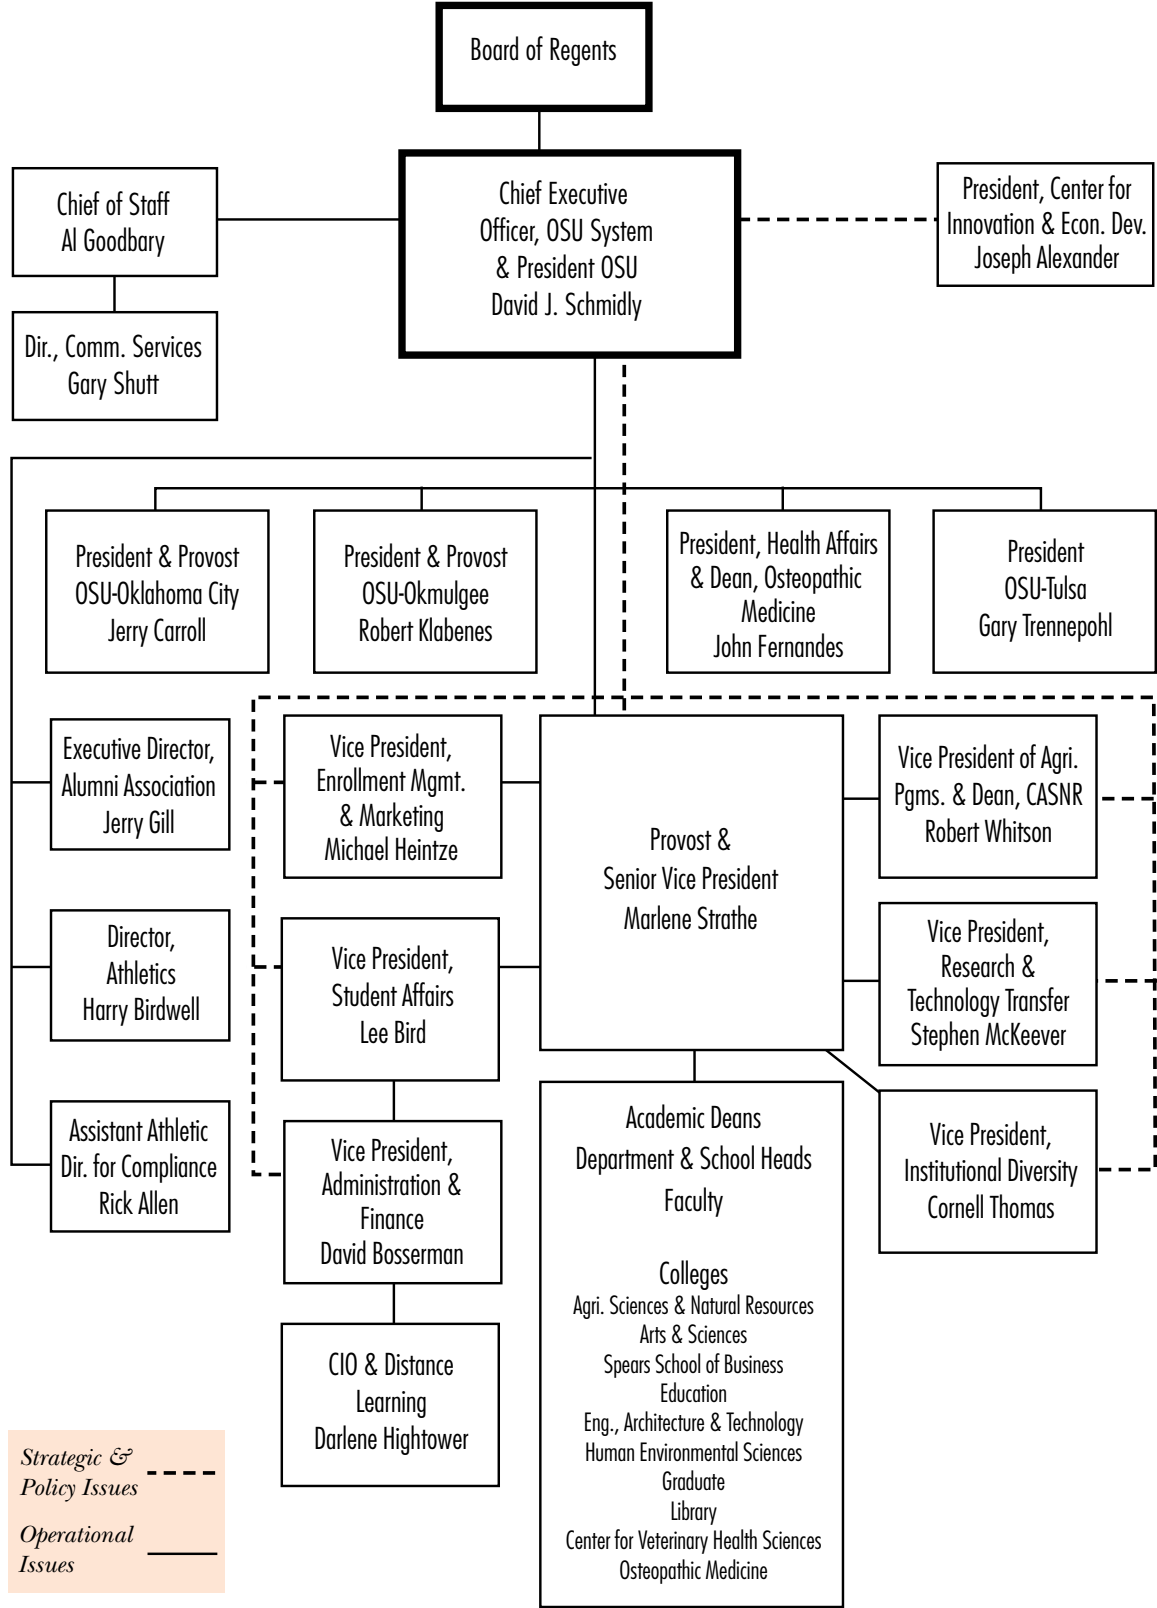 Board of Regents
Chief Executive
Officer, OSU System
& President OSU
David J. Schmidly
Chief of Staff
Al Goodbary
President, Center for
Innovation & Econ. Dev.
Joseph Alexander
Dir., Comm. Services
Gary Shutt
President & Provost
OSU-Oklahoma City
Jerry Carroll
President & Provost
OSU-Okmulgee
Robert Klabenes
President, Health Affairs
& Dean, Osteopathic
Medicine
John Fernandes
President
OSU-Tulsa
Gary Trennepohl
Executive Director,
Alumni Association
Jerry Gill
Vice President,
Enrollment Mgmt.
& Marketing
Michael Heintze
Provost &
Senior Vice President
Marlene Strathe
Vice President of Agri.
Pgms. & Dean, CASNR
Robert Whitson
Director,
Athletics
Harry Birdwell
Vice President,
Student Affairs
Lee Bird
Vice President,
Research &
Technology Transfer
Stephen McKeever
Assistant Athletic
Dir. for Compliance
Rick Allen
Vice President,
Administration &
Finance
David Bosserman
Academic Deans
Department & School Heads
Faculty
Colleges
Agri. Sciences & Natural Resources
Arts & Sciences
Spears School of Business
Education
Eng., Architecture & Technology
Human Environmental Sciences
Graduate
Library
Center for Veterinary Health Sciences
Osteopathic Medicine
Vice President,
Institutional Diversity
Cornell Thomas
CIO & Distance
Learning
Darlene Hightower
Strategic &
Policy Issues
Operational
Issues